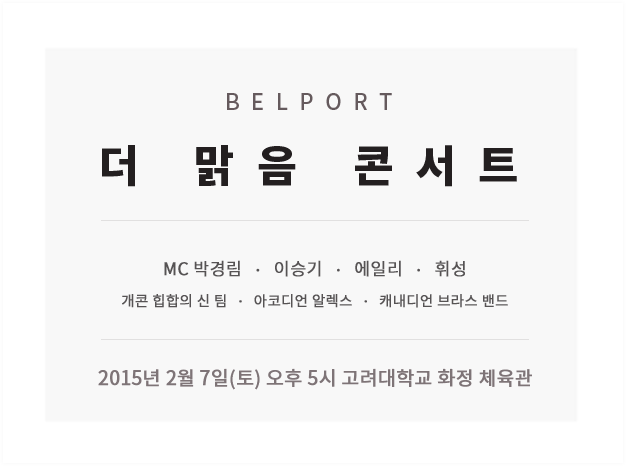 BELPORT
더 맑음 콘서트
MC 박경림 · 이승기 · 에일리 · 휘성
개콘 힙합의 신 팀 · 아코디언 알렉스 · 캐내디언 브라스 밴드
2015년 2월 7일(토) 오후 5시 고려대학교 화정 체육관